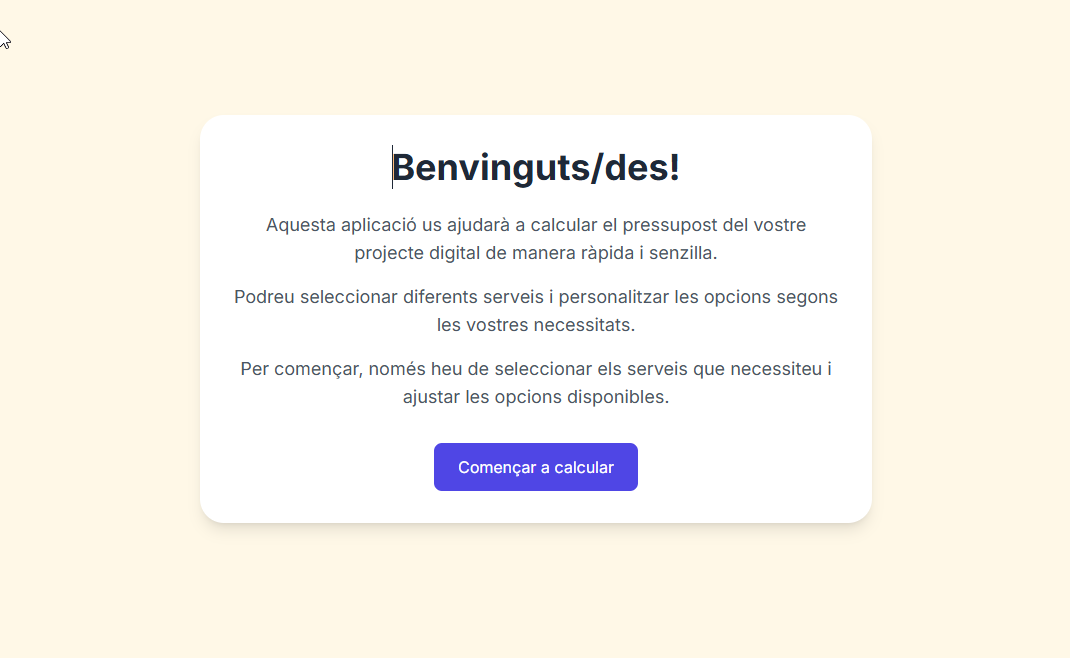 Benvinguts/des!
Aquesta aplicació us ajudarà a calcular el pressupost del vostre
projecte digital de manera ràpida i senzilla.
Podreu seleccionar diferents serveis i personalitzar les opcions segons
les vostres necessitats.
Per començar, només heu de seleccionar els serveis que necessiteu i
ajustar les opcions disponibles.
Començar a calcular